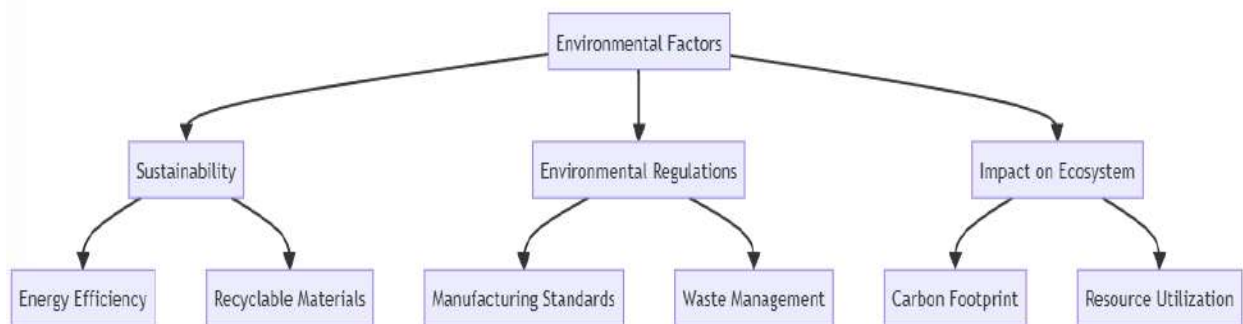 Environmental Factors
Sustainability
Environmental Regulations
Impact on Ecosystem
Energy Efficiency
Recyclable Materials
Manufacturing Standards
Waste Management
Carbon Footprint
Resource Utilization